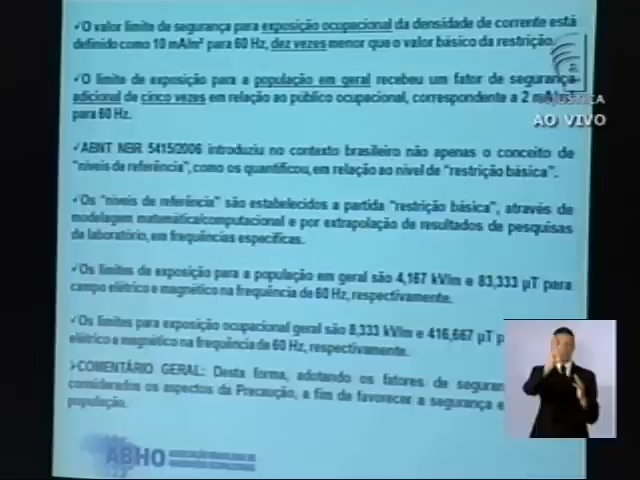 ✓O valor limite de segurança para exposição ocupacional da densidade de corrente está
definido como 10 mA/m² para 60 Hz, dez vezes menor que o valor básico da restrição.
✓O limite de exposição para a população em geral recebeu um fator de segurança
adicional de cinco vezes em relação ao público ocupacional, correspondente a 2
para 60 Hz.
JUSTIÇA
AO VIVO
✓ABNT NBR 5415/2006 introduziu no contexto brasileiro não apenas o conceito de
"níveis de referência", como os quantificou, em relação ao nível de "restrição básica".
✓Os "níveis de referência" são estabelecidos a partida "restrição básica", através de
modelagem matemática/computacional e por extrapolação de resultados de pesquisas
de laboratório, em frequências específicas.
✓Os limites de exposição para a população em geral são 4,167 kV/m e 83,333 µT para
campo elétrico e magnético na frequência de 60 Hz, respectivamente.
✓Os limites para exposição ocupacional geral são 8,333 kV/m e 416,667 µT
elétrico e magnético na frequência de 60 Hz, respectivamente.
➢COMENTÁRIO GERAL: Desta forma, adotando os fatores de
considerados os aspectos da Precaução, a fim de favorecer a segurança e
população.
ABHO